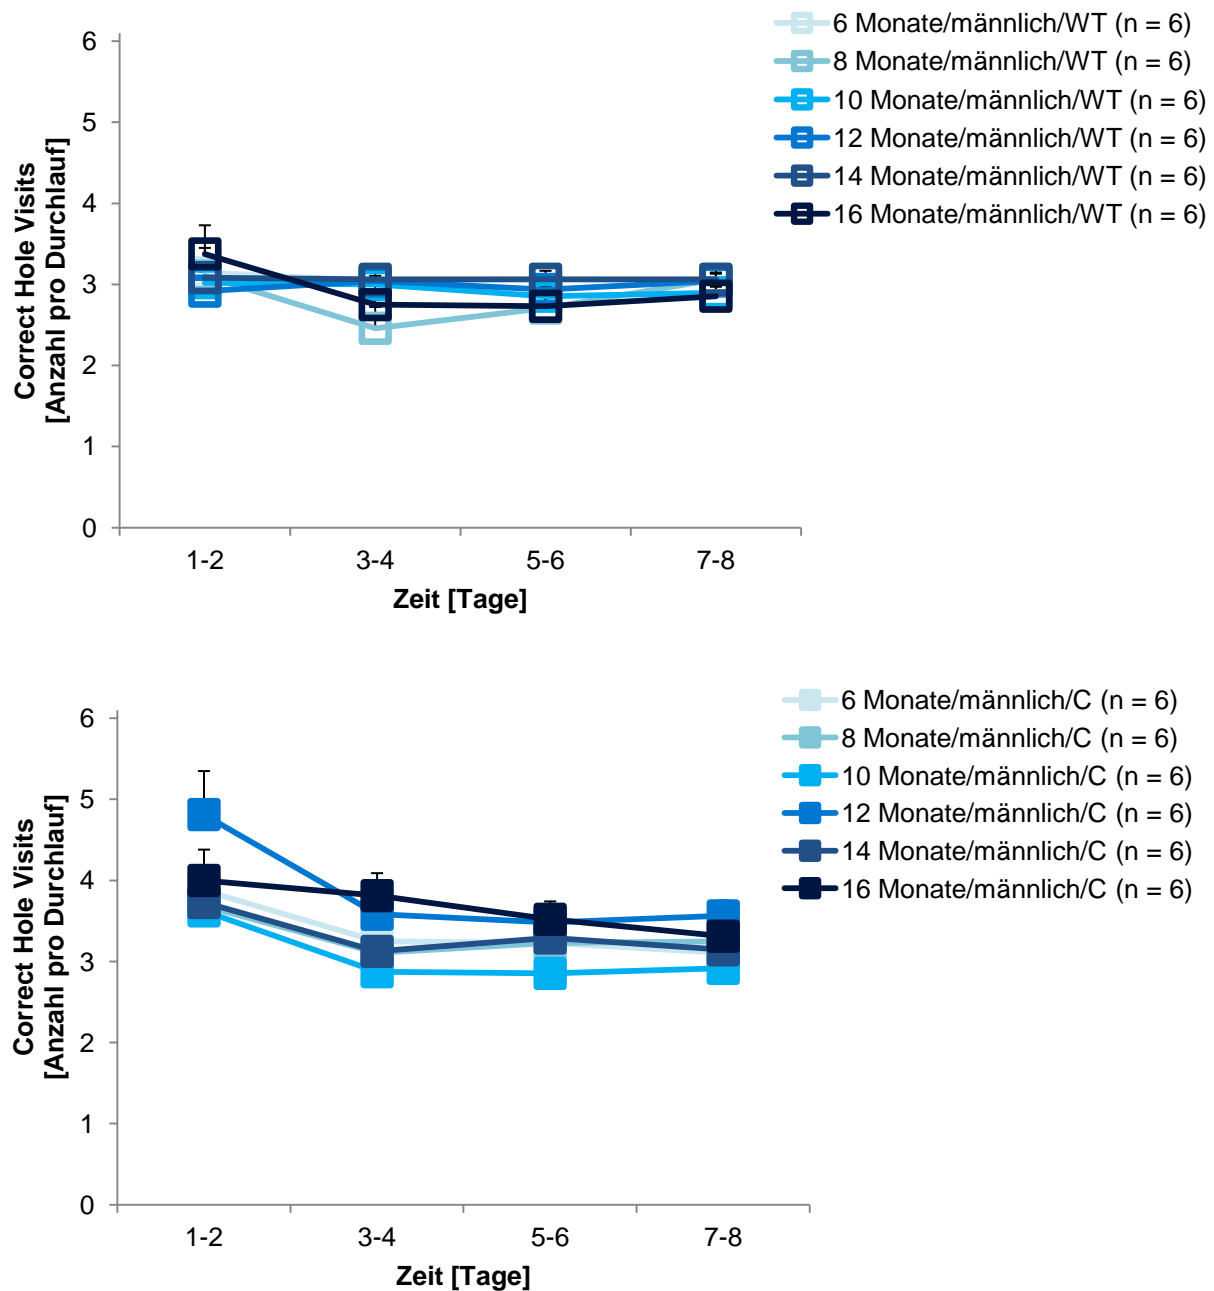 6 Monate/männlich/WT (n = 6)
8 Monate/männlich/WT (n = 6)
10 Monate/männlich/WT (n = 6)
12 Monate/männlich/WT (n = 6)
14 Monate/männlich/WT (n = 6)
16 Monate/männlich/WT (n = 6)
Correct Hole Visits
[Anzahl pro Durchlauf]
6
5
4
3
2
1
0
1-2
3-4
5-6
7-8
Zeit [Tage]
6 Monate/männlich/C (n = 6)
8 Monate/männlich/C (n = 6)
10 Monate/männlich/C (n = 6)
12 Monate/männlich/C (n = 6)
14 Monate/männlich/C (n = 6)
16 Monate/männlich/C (n = 6)
Correct Hole Visits
[Anzahl pro Durchlauf]
6
5
4
3
2
1
0
1-2
3-4
5-6
7-8
Zeit [Tage]